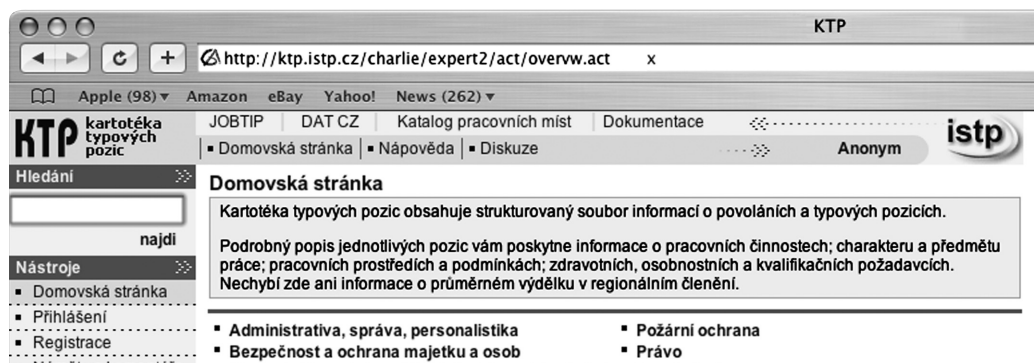 KTP
http://ktp.istp.cz/charlie/expert2/act/overvw.act x
Apple (98) ▾ Amazon eBay Yahoo! News (262) ▾
KTP kartotéka typových pozic
JOBTIP DAT CZ Katalog pracovních míst Dokumentace
istp
Domovská stránka Nápověda Diskuze Anonym
Hledání
najdi
Nástroje
Domovská stránka
Přihlášení
Registrace
Domovská stránka
Kartotéka typových pozic obsahuje strukturovaný soubor informací o povoláních a typových pozicích.
Podrobný popis jednotlivých pozic vám poskytne informace o pracovních činnostech; charakteru a předmětu
práce; pracovních prostředích a podmínkách; zdravotních, osobnostních a kvalifikačních požadavcích.
Nechybí zde ani informace o průměrném výdělku v regionálním členění.
Administrativa, správa, personalistika
Bezpečnost a ochrana majetku a osob
Požární ochrana
Právo